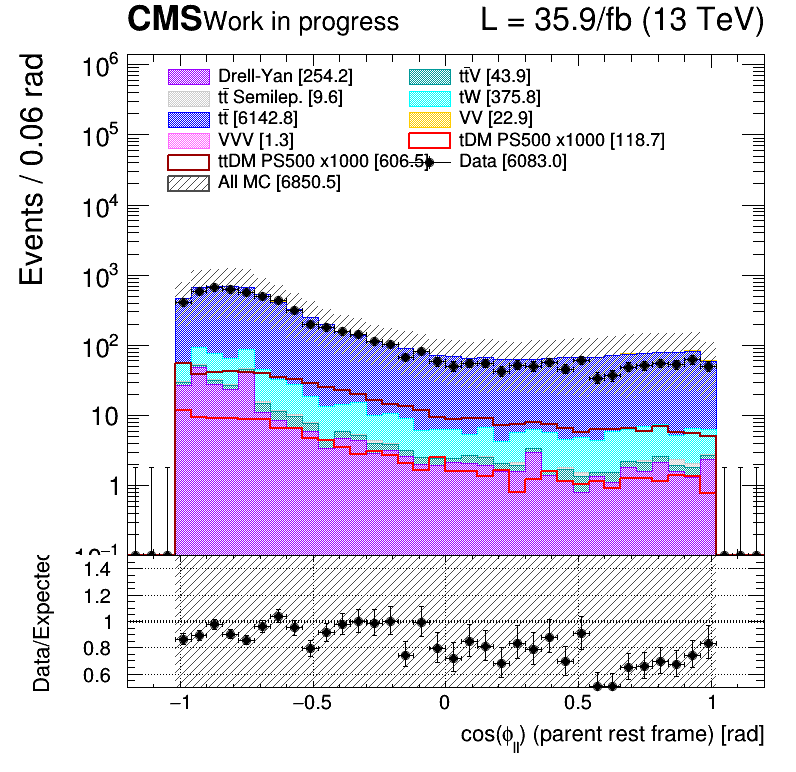 CMS Work in progress L = 35.9/fb (13 TeV)
Drell-Yan [254.2] tt̄V [43.9]
tt̄ Semilep. [9.6] tW [375.8]
tt̄ [6142.8] VV [22.9]
VVV [1.3] tDM PS500 x1000 [118.7]
ttDM PS500 x1000 [606.5] Data [6083.0]
All MC [6850.5]
Events / 0.06 rad
10⁶
10⁵
10⁴
10³
10²
10
1
10⁻¹
Data/Expected
1.4
1.2
1
0.8
0.6
−1 −0.5 0 0.5 1
cos(ϕ_ll) (parent rest frame) [rad]